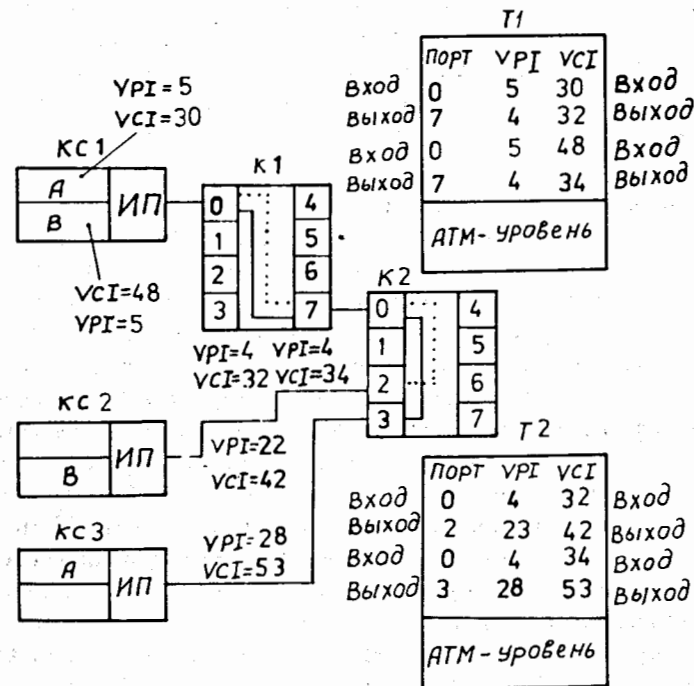 T1
ПОРТ VPI VCI
Вход 0 5 30 Вход
Выход 7 4 32 Выход
Вход 0 5 48 Вход
Выход 7 4 34 Выход
АТМ-уровень
VPI=5
VCI=30
КС1
А
В
ИП
VCI=48
VPI=5
К1
0 4
1 5
2 6
3 7
VPI=4 VPI=4
VCI=32 VCI=34
К2
0 4
1 5
2 6
3 7
КС 2
В
ИП
VPI=22
VCI=42
КС3
А
ИП
VPI=28
VCI=53
T2
ПОРТ VPI VCI
Вход 0 4 32 Вход
Выход 2 23 42 Выход
Вход 0 4 34 Вход
Выход 3 28 53 Выход
АТМ-уровень